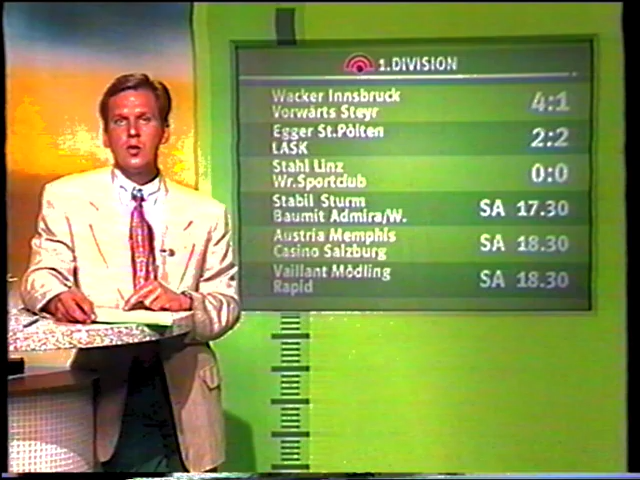 1.DIVISION
Wacker Innsbruck
Vorwärts Steyr 4:1
Egger St.Pölten
LASK 2:2
Stahl Linz
Wr.Sportclub 0:0
Stabil Sturm
Baumit Admira/W. SA 17.30
Austria Memphis
Casino Salzburg SA 18.30
Vaillant Mödling
Rapid SA 18.30